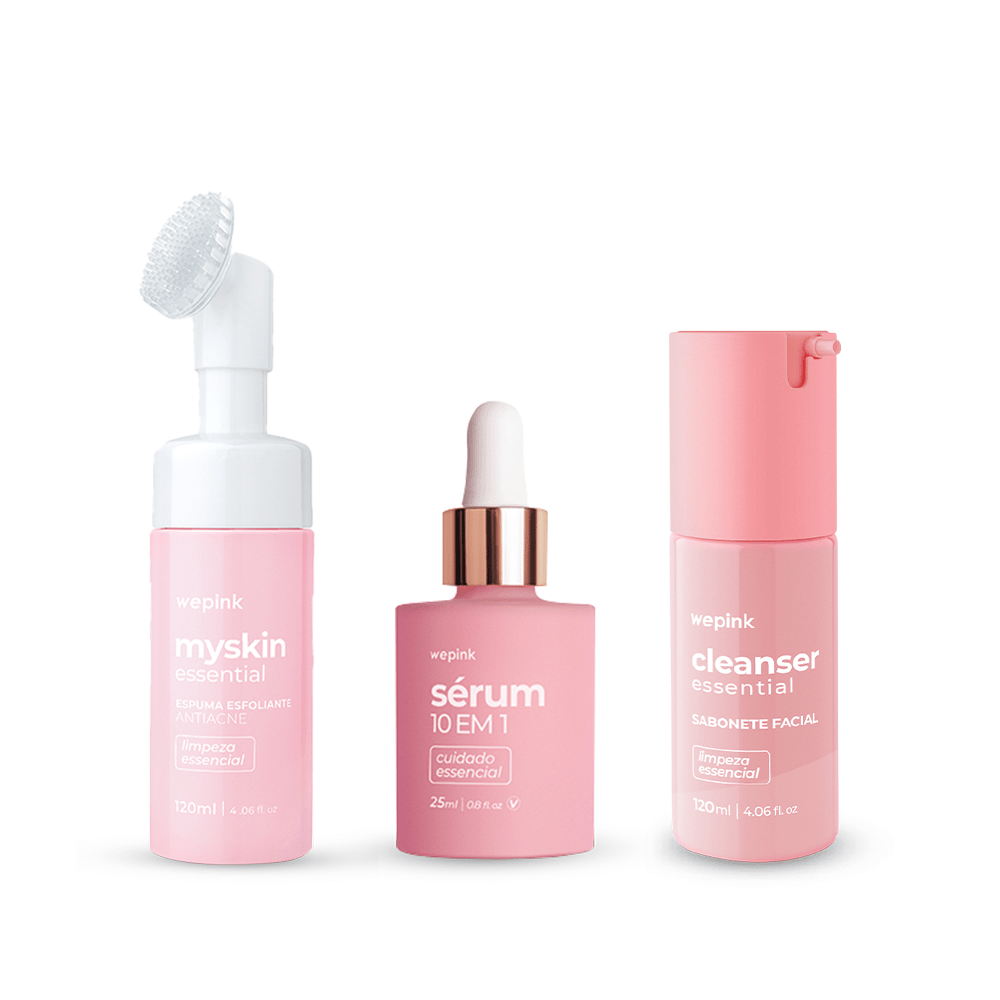 wepink
myskin
essential
ESPUMA ESFOLIANTE
ANTIACNE
limpeza
essencial
120ml | 4.06 fl. oz
wepink
sérum
10 EM 1
cuidado
essencial
25ml | 0.8 fl. oz V
wepink
cleanser
essential
SABONETE FACIAL
limpeza
essencial
120ml | 4.06 fl. oz